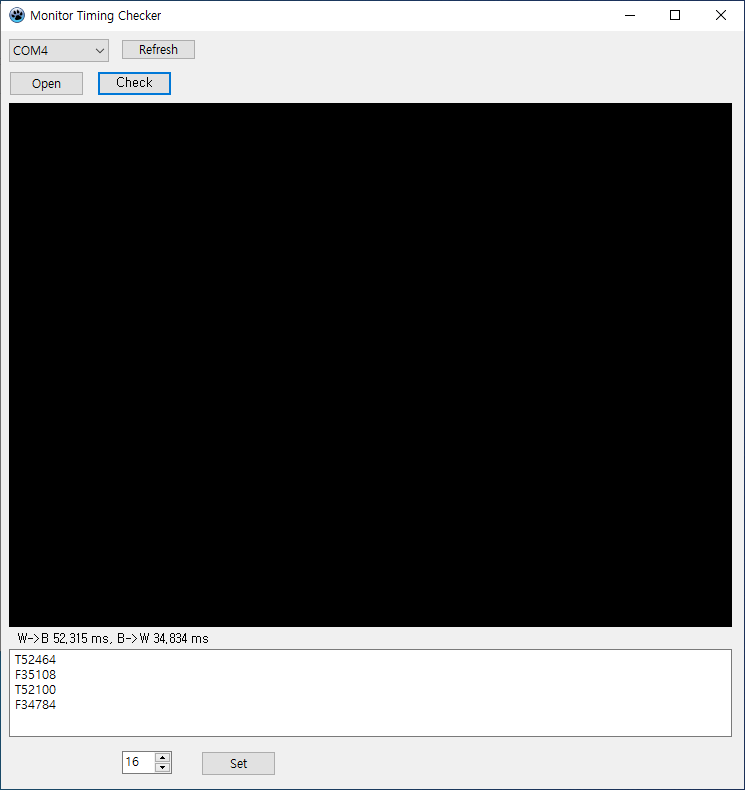 Monitor Timing Checker
COM4
Refresh
Open
Check
W->B 52,315 ms, B->W 34,834 ms
T52464
F35108
T52100
F34784
16
Set